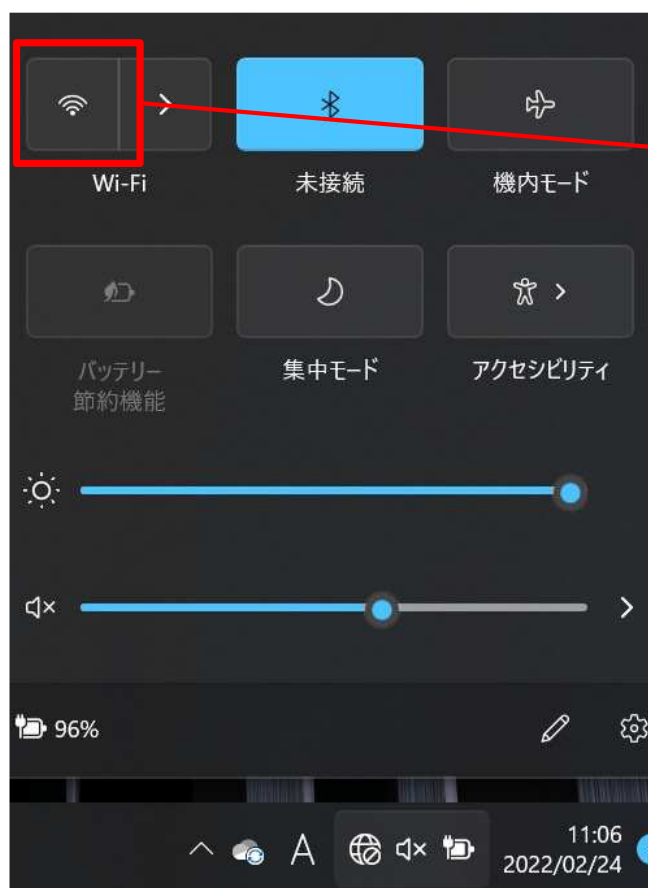 Wi-Fi
未接続
機内モード
バッテリー
節約機能
集中モード
アクセシビリティ
96%
A
11:06
2022/02/24